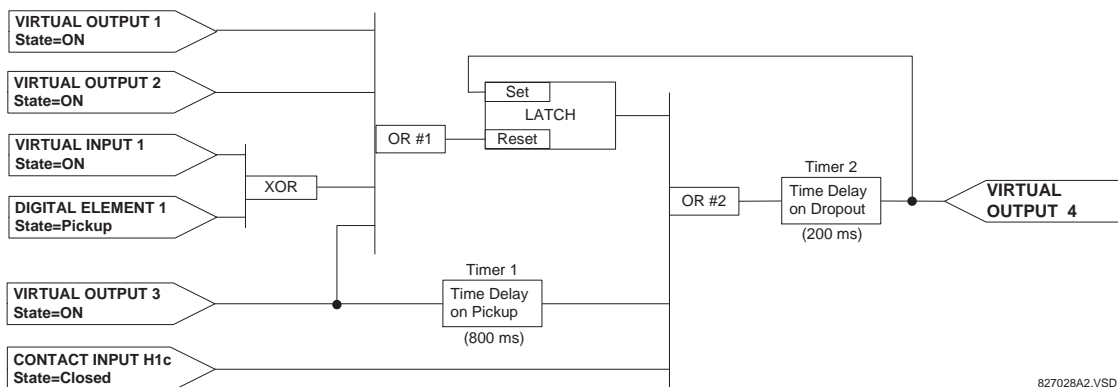 VIRTUAL OUTPUT 1
State=ON
VIRTUAL OUTPUT 2
State=ON
VIRTUAL INPUT 1
State=ON
DIGITAL ELEMENT 1
State=Pickup
VIRTUAL OUTPUT 3
State=ON
CONTACT INPUT H1c
State=Closed
XOR
OR #1
Set
LATCH
Reset
Timer 1
Time Delay
on Pickup
(800 ms)
OR #2
Timer 2
Time Delay
on Dropout
(200 ms)
VIRTUAL
OUTPUT 4
827028A2.VSD